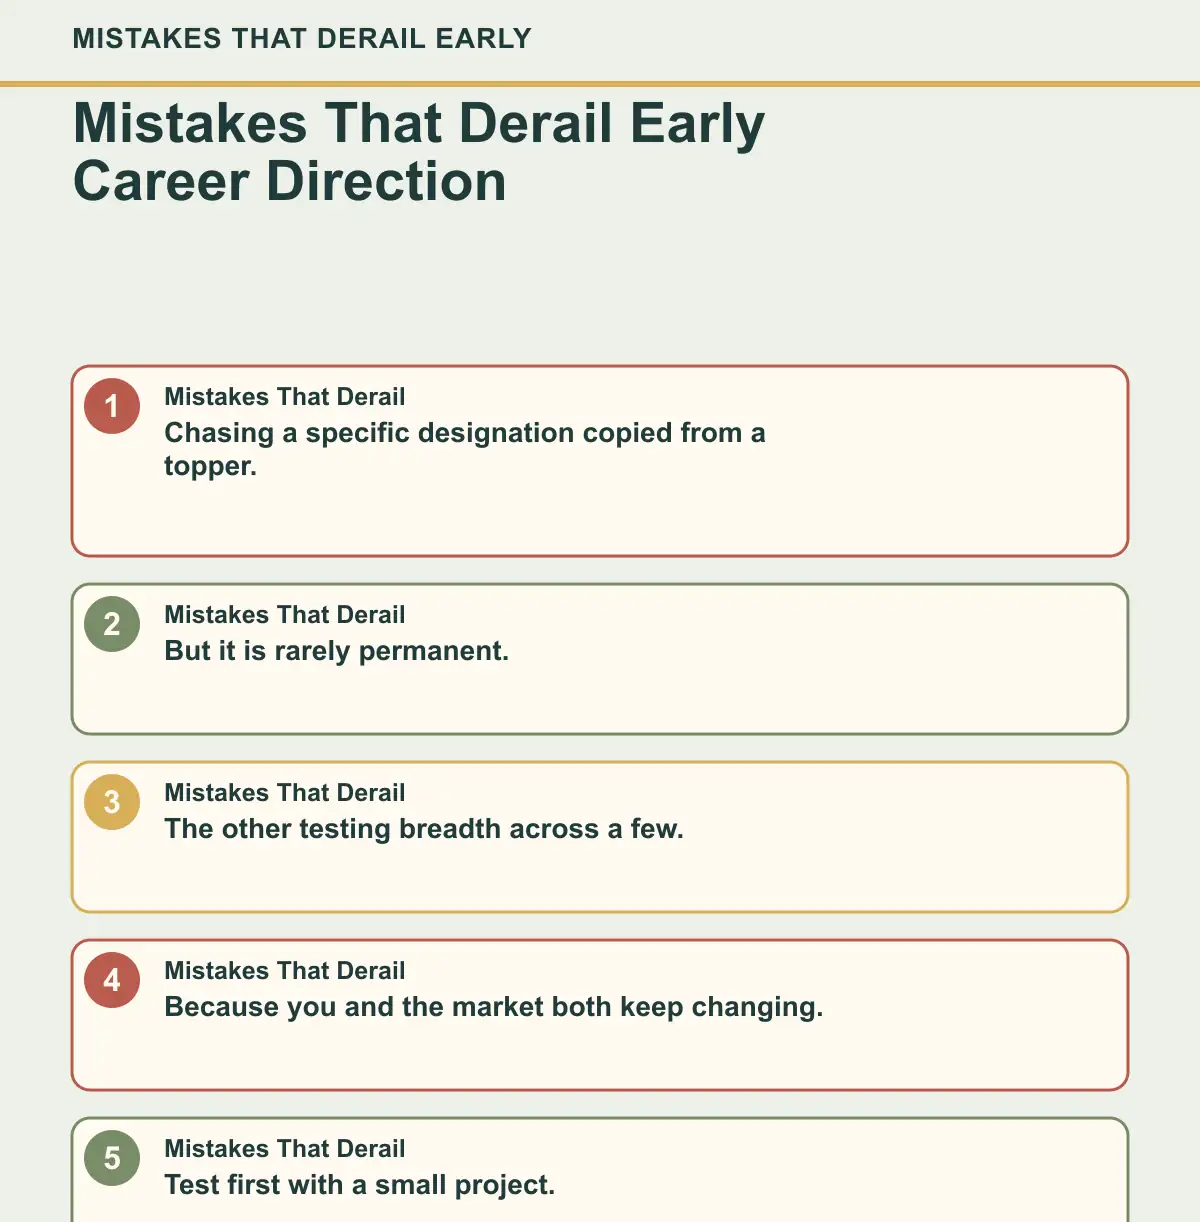 MISTAKES THAT DERAIL EARLY
Mistakes That Derail Early
Career Direction
1
Mistakes That Derail
Chasing a specific designation copied from a
topper.
2
Mistakes That Derail
But it is rarely permanent.
3
Mistakes That Derail
The other testing breadth across a few.
4
Mistakes That Derail
Because you and the market both keep changing.
5
Mistakes That Derail
Test first with a small project.